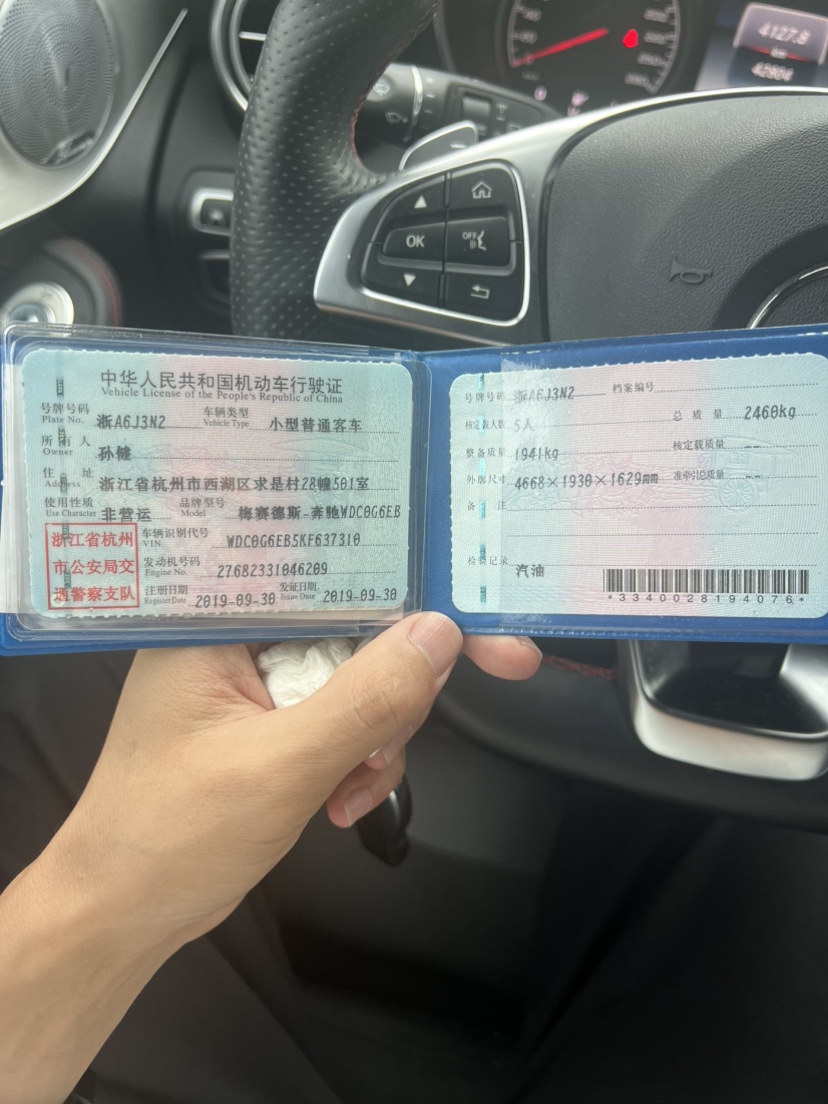 4127.8
km
42804
OK
OFF
中华人民共和国机动车行驶证
Vehicle License of the People's Republic of China
号牌号码 浙A6J3N2 车辆类型 小型普通客车
Plate No. Vehicle Type
所有人 孙健
Owner
住址 浙江省杭州市西湖区求是村28幢501室
Address
使用性质 非营运 品牌型号 梅赛德斯-奔驰WDC0G6EB
Use Character Model
浙江省杭州
市公安局交
通警察支队
车辆识别代号 WDC0G6EB5KF637310
VIN
发动机号码 27682331046209
Engine No.
注册日期 2019-09-30 发证日期 2019-09-30
Register Date Issue Date
号牌号码 浙A6J3N2 档案编号
核定载人数 5人 总质量 2460kg
整备质量 1941kg 核定载质量 --
外廓尺寸 4668×1930×1629mm 准牵引总质量 --
备注
检验记录 汽油
*3340028194076*